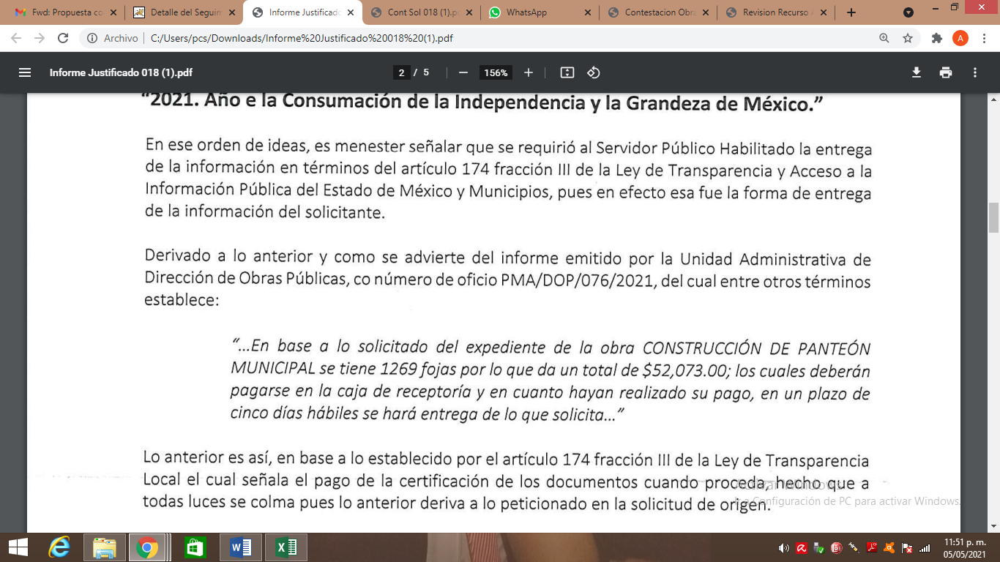 Fwd: Propuesta co
Detalle del Seguim
Informe Justificado
Cont Sol 018 (1).p
WhatsApp
Contestacion Obra
Revision Recurso
Archivo
C:/Users/pcs/Downloads/Informe%20Justificado%20018%20(1).pdf
A
Informe Justificado 018 (1).pdf
2 / 5
156%
“2021. Año e la Consumación de la Independencia y la Grandeza de México.”
En ese orden de ideas, es menester señalar que se requirió al Servidor Público Habilitado la entrega
de la información en términos del artículo 174 fracción III de la Ley de Transparencia y Acceso a la
Información Pública del Estado de México y Municipios, pues en efecto esa fue la forma de entrega
de la información del solicitante.
Derivado a lo anterior y como se advierte del informe emitido por la Unidad Administrativa de
Dirección de Obras Públicas, co número de oficio PMA/DOP/076/2021, del cual entre otros términos
establece:
“...En base a lo solicitado del expediente de la obra CONSTRUCCIÓN DE PANTEÓN
MUNICIPAL se tiene 1269 fojas por lo que da un total de $52,073.00; los cuales deberán
pagarse en la caja de receptoría y en cuanto hayan realizado su pago, en un plazo de
cinco días hábiles se hará entrega de lo que solicita...”
Lo anterior es así, en base a lo establecido por el artículo 174 fracción III de la Ley de Transparencia
Local el cual señala el pago de la certificación de los documentos cuando proceda, hecho que a
todas luces se colma pues lo anterior deriva a lo peticionado en la solicitud de origen.
Activar Windows
Ir a Configuración de PC para activar Windows.
11:51 p. m.
05/05/2021